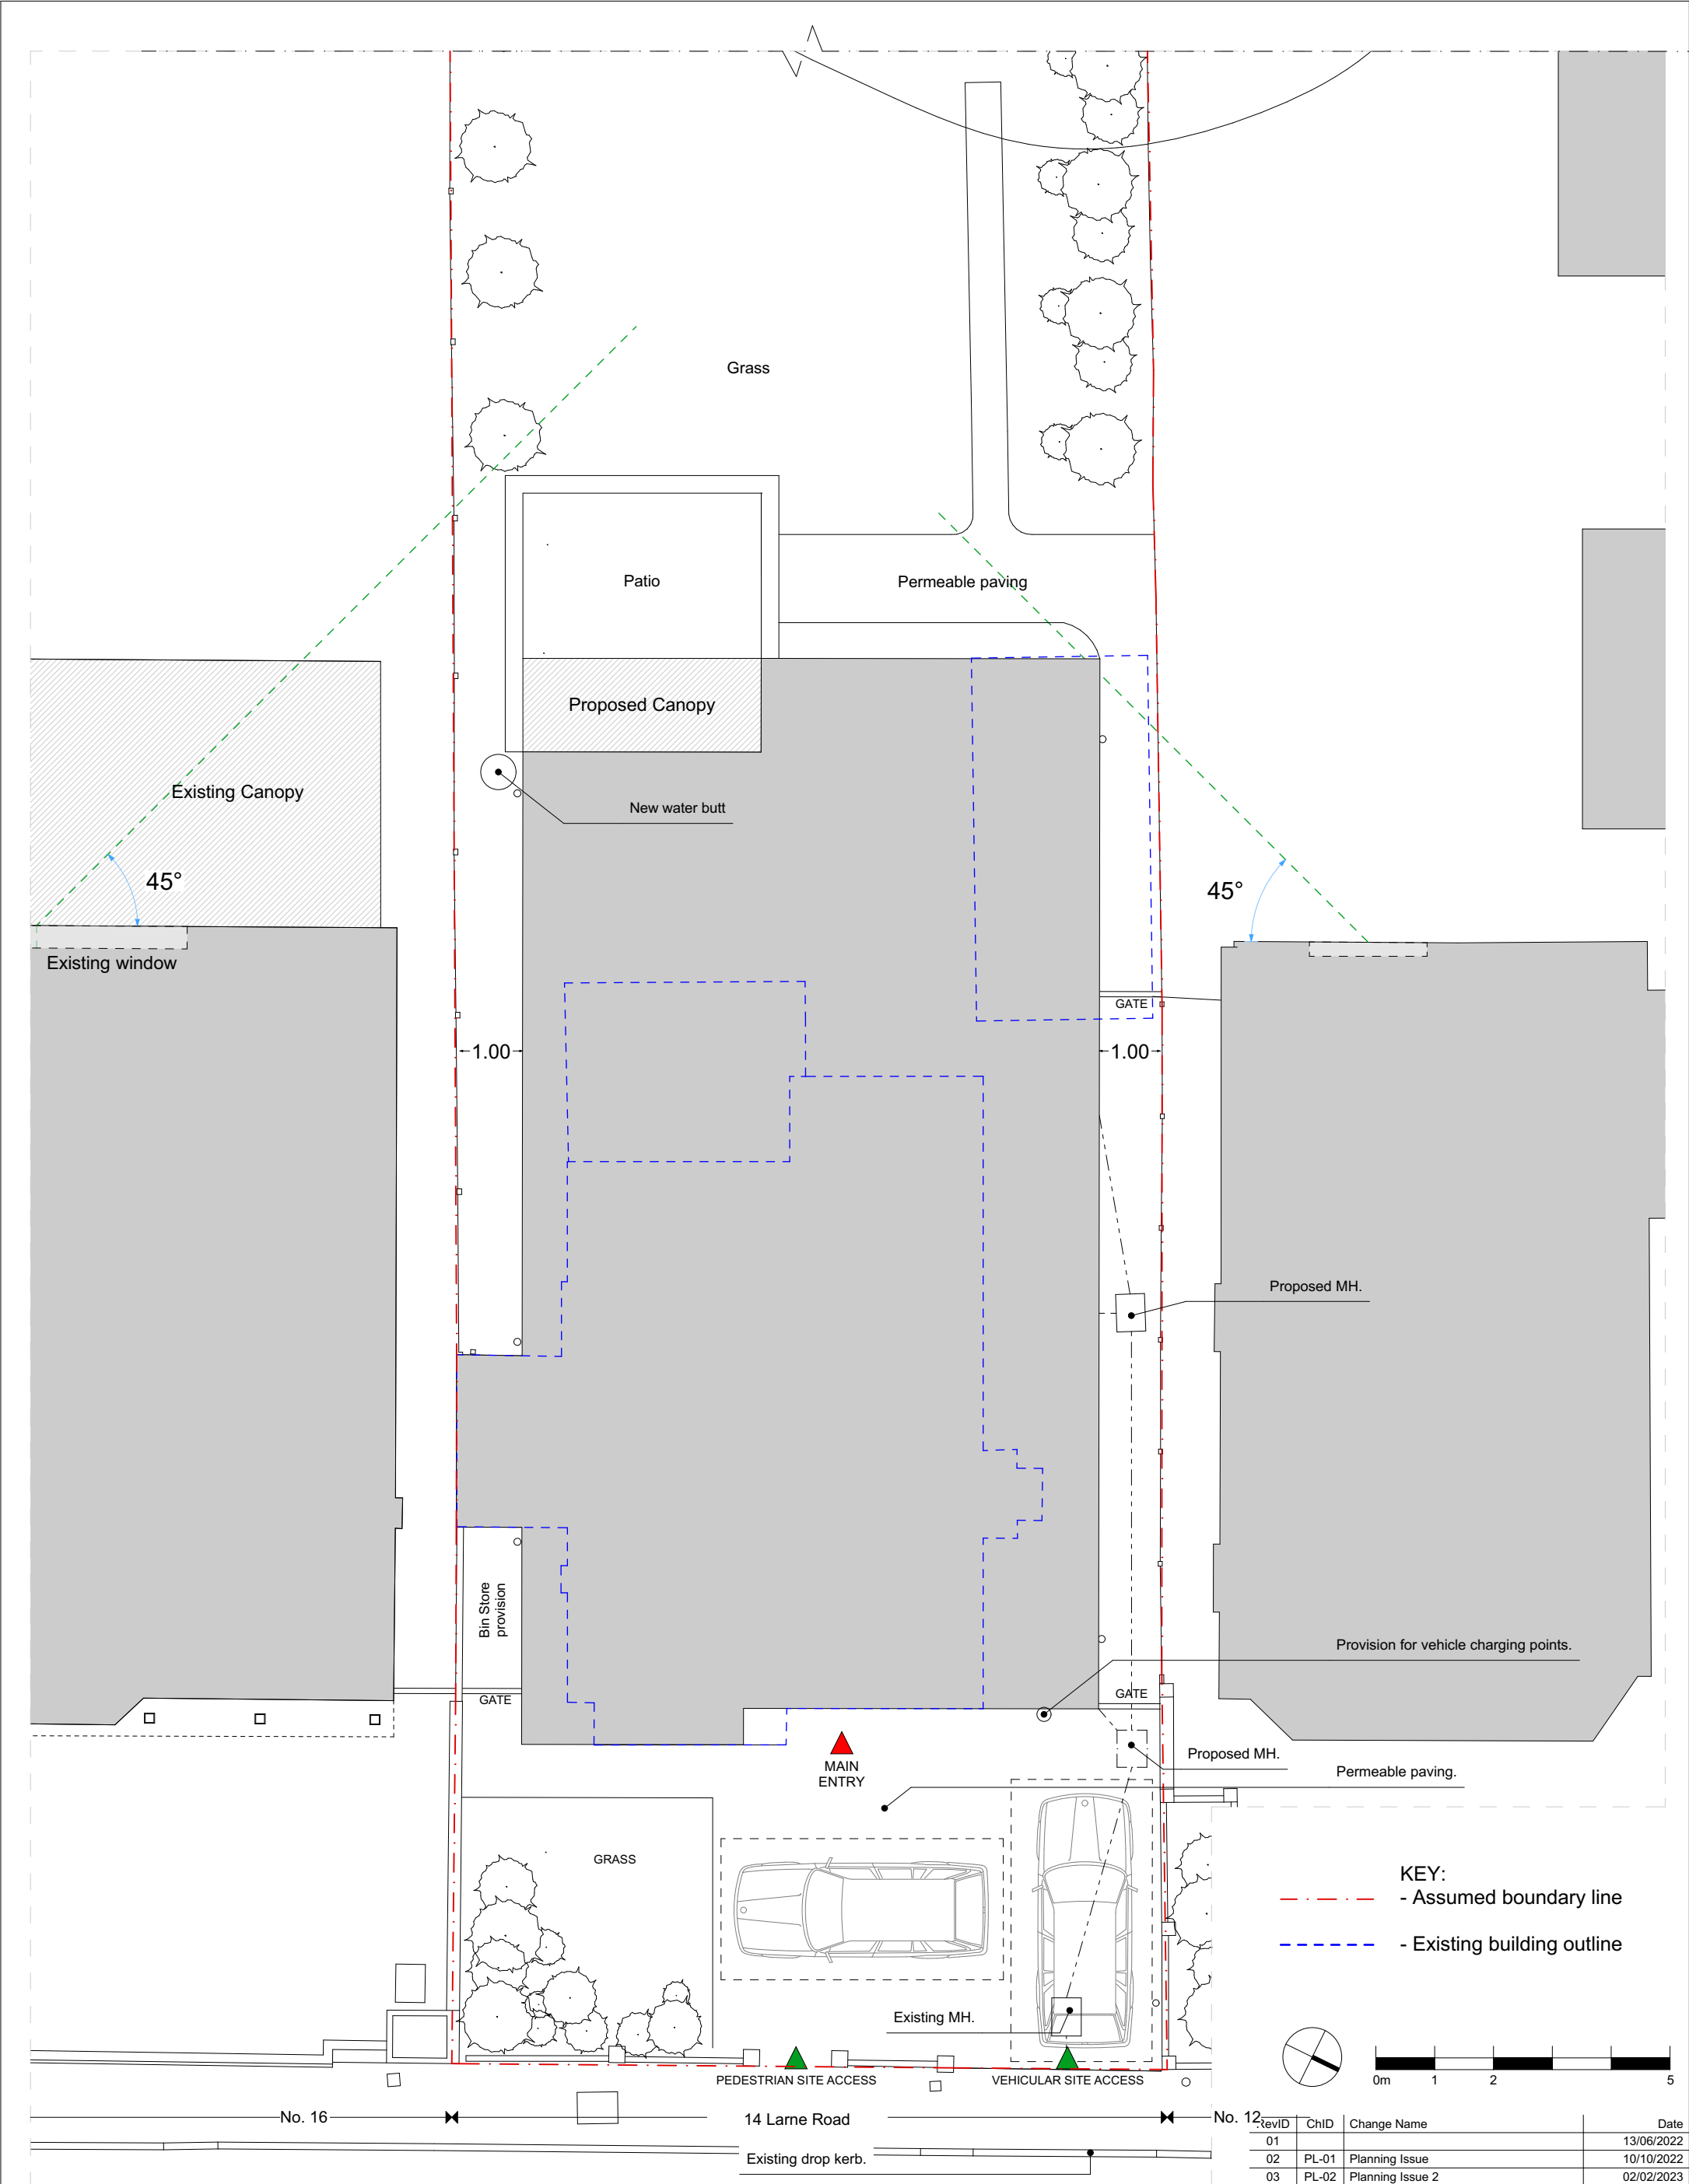 Grass
Patio
Permeable paving
Proposed Canopy
Existing Canopy
New water butt
45°
45°
Existing window
GATE
1.00
1.00
Proposed MH.
Bin Store
provision
Provision for vehicle charging points.
GATE
GATE
MAIN
ENTRY
Proposed MH.
Permeable paving.
GRASS
KEY:
- Assumed boundary line
- Existing building outline
Existing MH.
PEDESTRIAN SITE ACCESS
VEHICULAR SITE ACCESS
0m 1 2 5
No. 16
14 Larne Road
No. 12
Existing drop kerb.
RevID ChID Change Name Date
01 13/06/2022
02 PL-01 Planning Issue 10/10/2022
03 PL-02 Planning Issue 2 02/02/2023